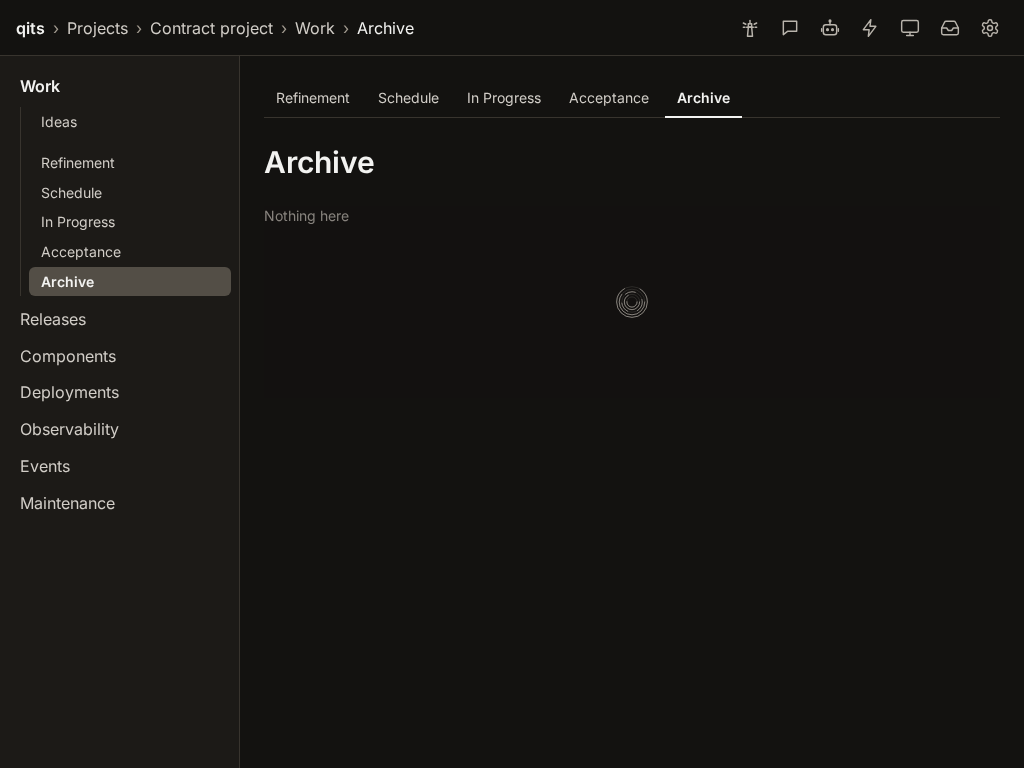 qits › Projects › Contract project › Work › Archive
Work
Ideas
Refinement
Schedule
In Progress
Acceptance
Archive
Releases
Components
Deployments
Observability
Events
Maintenance
Refinement Schedule In Progress Acceptance Archive
Archive
Nothing here